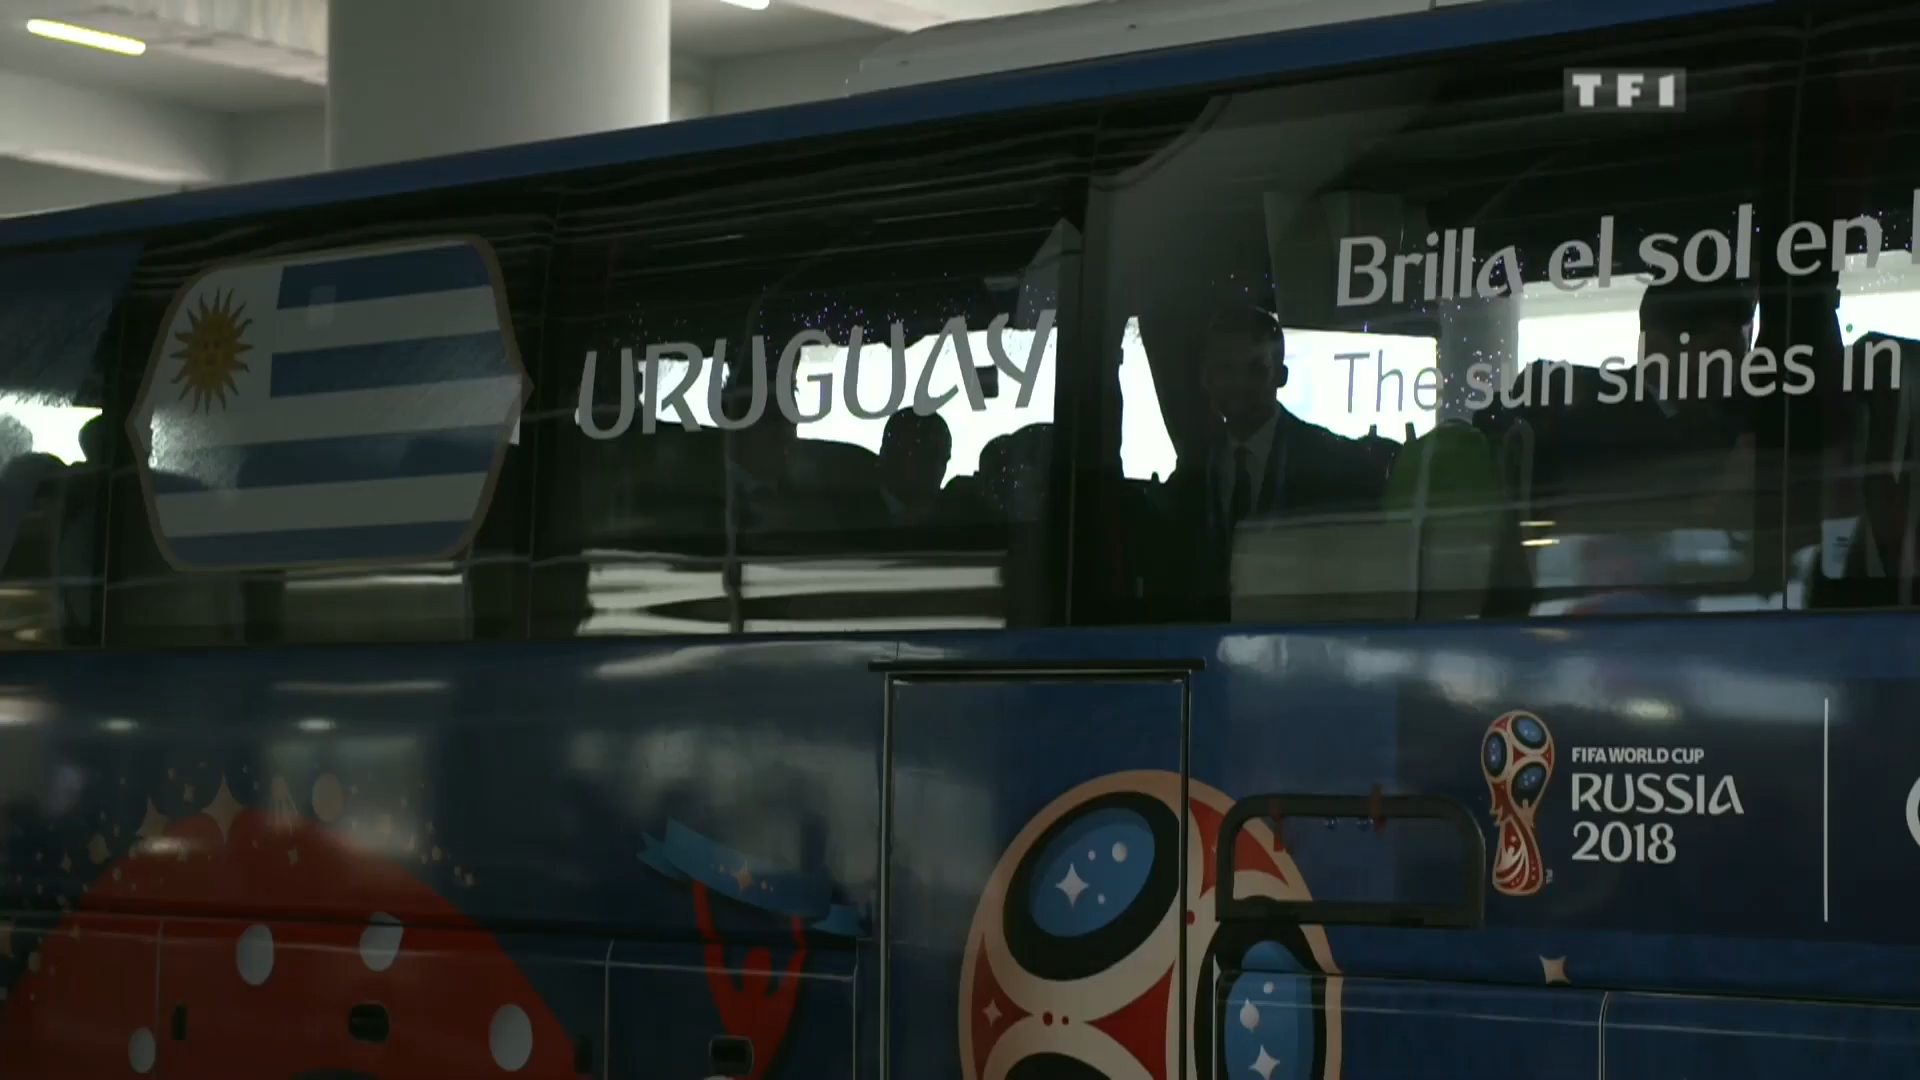 TF1
URUGUAY
Brilla el sol en
The sun shines in
FIFA WORLD CUP
RUSSIA
2018